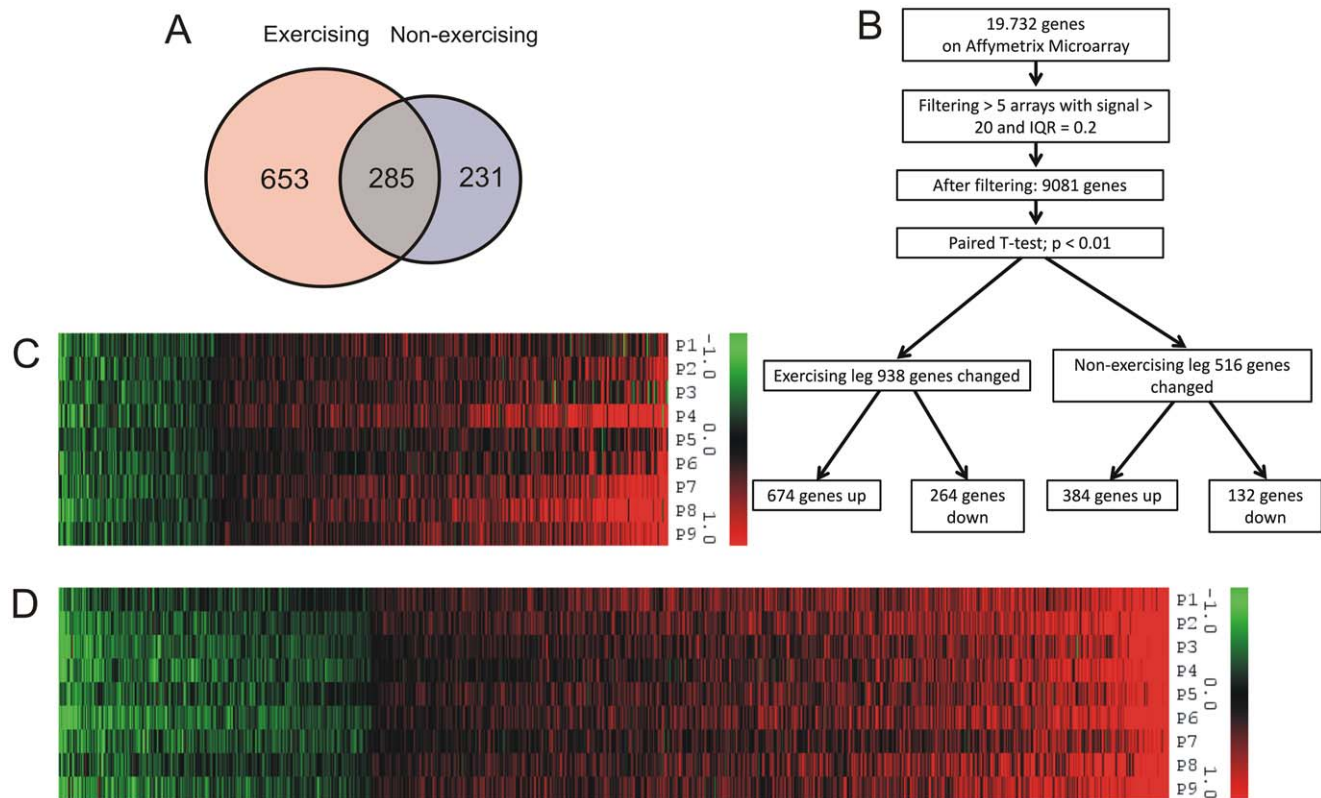 A
Exercising
Non-exercising
653
285
231
B
19.732 genes
on Affymetrix Microarray
Filtering > 5 arrays with signal >
20 and IQR = 0.2
After filtering: 9081 genes
Paired T-test; p < 0.01
Exercising leg 938 genes changed
Non-exercising leg 516 genes
changed
674 genes up
264 genes
down
384 genes up
132 genes
down
C
P1
P2
P3
P4
P5
P6
P7
P8
P9
-1.0
0.0
1.0
D
P1
P2
P3
P4
P5
P6
P7
P8
P9
-1.0
0.0
1.0